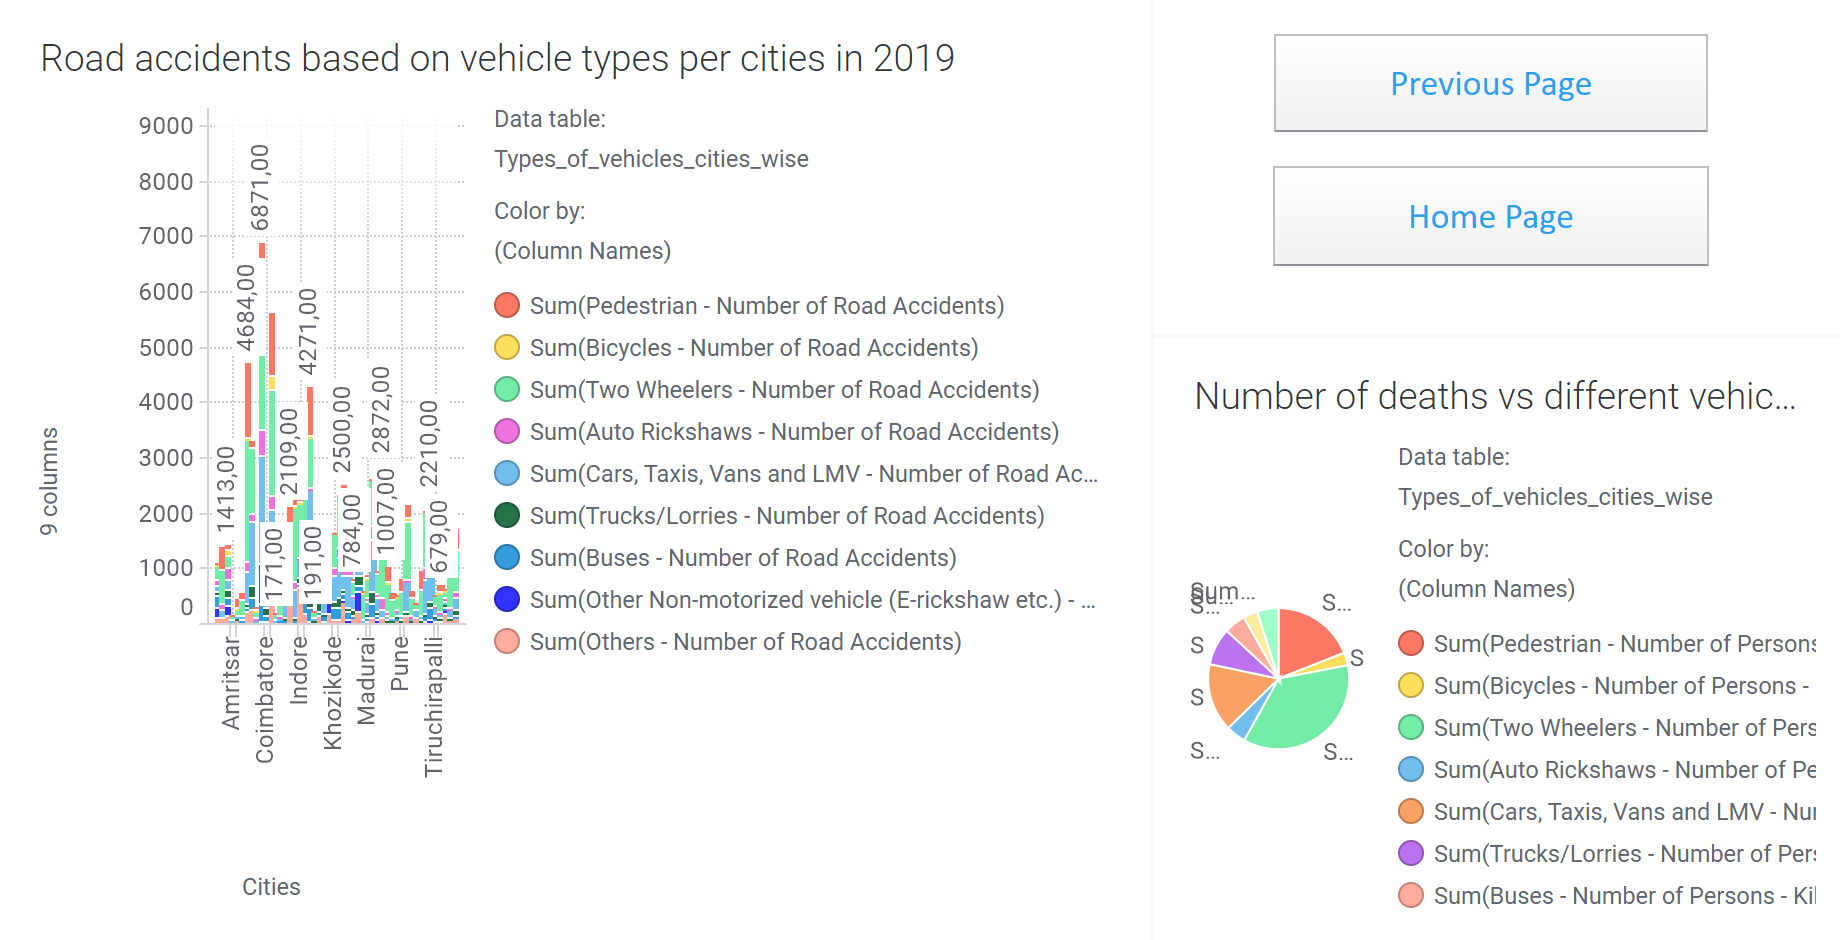 Road accidents based on vehicle types per cities in 2019
9 columns
9000
8000
7000
6000
5000
4000
3000
2000
1000
0
1413,00
4684,00
6871,00
171,00
2109,00
4271,00
191,00
2500,00
784,00
2872,00
1007,00
2210,00
679,00
Amritsar
Coimbatore
Indore
Khozikode
Madurai
Pune
Tiruchirapalli
Cities
Data table:
Types_of_vehicles_cities_wise
Color by:
(Column Names)
Sum(Pedestrian - Number of Road Accidents)
Sum(Bicycles - Number of Road Accidents)
Sum(Two Wheelers - Number of Road Accidents)
Sum(Auto Rickshaws - Number of Road Accidents)
Sum(Cars, Taxis, Vans and LMV - Number of Road Ac...
Sum(Trucks/Lorries - Number of Road Accidents)
Sum(Buses - Number of Road Accidents)
Sum(Other Non-motorized vehicle (E-rickshaw etc.) - ...
Sum(Others - Number of Road Accidents)
Previous Page
Home Page
Number of deaths vs different vehic...
Sum...
S...
S...
S
S
S
S...
S...
Data table:
Types_of_vehicles_cities_wise
Color by:
(Column Names)
Sum(Pedestrian - Number of Persons
Sum(Bicycles - Number of Persons -
Sum(Two Wheelers - Number of Pers
Sum(Auto Rickshaws - Number of Pe
Sum(Cars, Taxis, Vans and LMV - Nu
Sum(Trucks/Lorries - Number of Per
Sum(Buses - Number of Persons - Kil